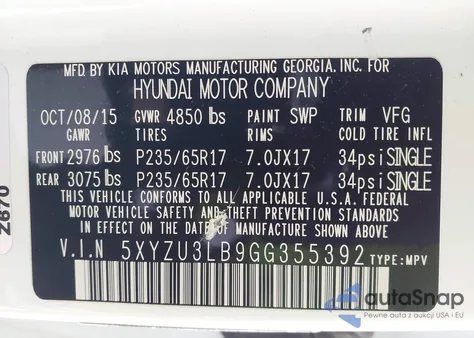 MFD. BY KIA MOTORS MANUFACTURING GEORGIA, INC. FOR
HYUNDAI MOTOR COMPANY
OCT/08/15 GVWR 4850 lbs PAINT SWP TRIM VFG
GAWR TIRES RIMS COLD TIRE INFL
FRONT 2976 lbs P235/65R17 7.0JX17 34psi SINGLE
REAR 3075 lbs P235/65R17 7.0JX17 34psi SINGLE
THIS VEHICLE CONFORMS TO ALL APPLICABLE U.S.A. FEDERAL
MOTOR VEHICLE SAFETY AND THEFT PREVENTION STANDARDS
IN EFFECT ON THE DATE OF MANUFACTURE SHOWN ABOVE.
V.I.N 5XYZU3LB9GG355392 TYPE:MPV
Z670
autoSnap
Pewne auta z USA i EU